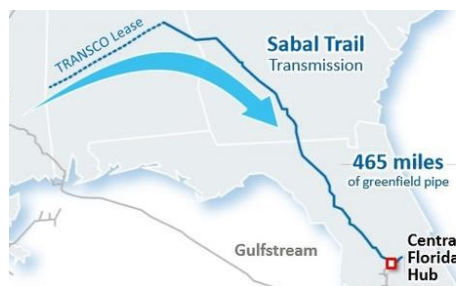 TRANSCO Lease
Sabal Trail
Transmission
465 miles
of greenfield pipe
Gulfstream
Centra
Florida
Hub